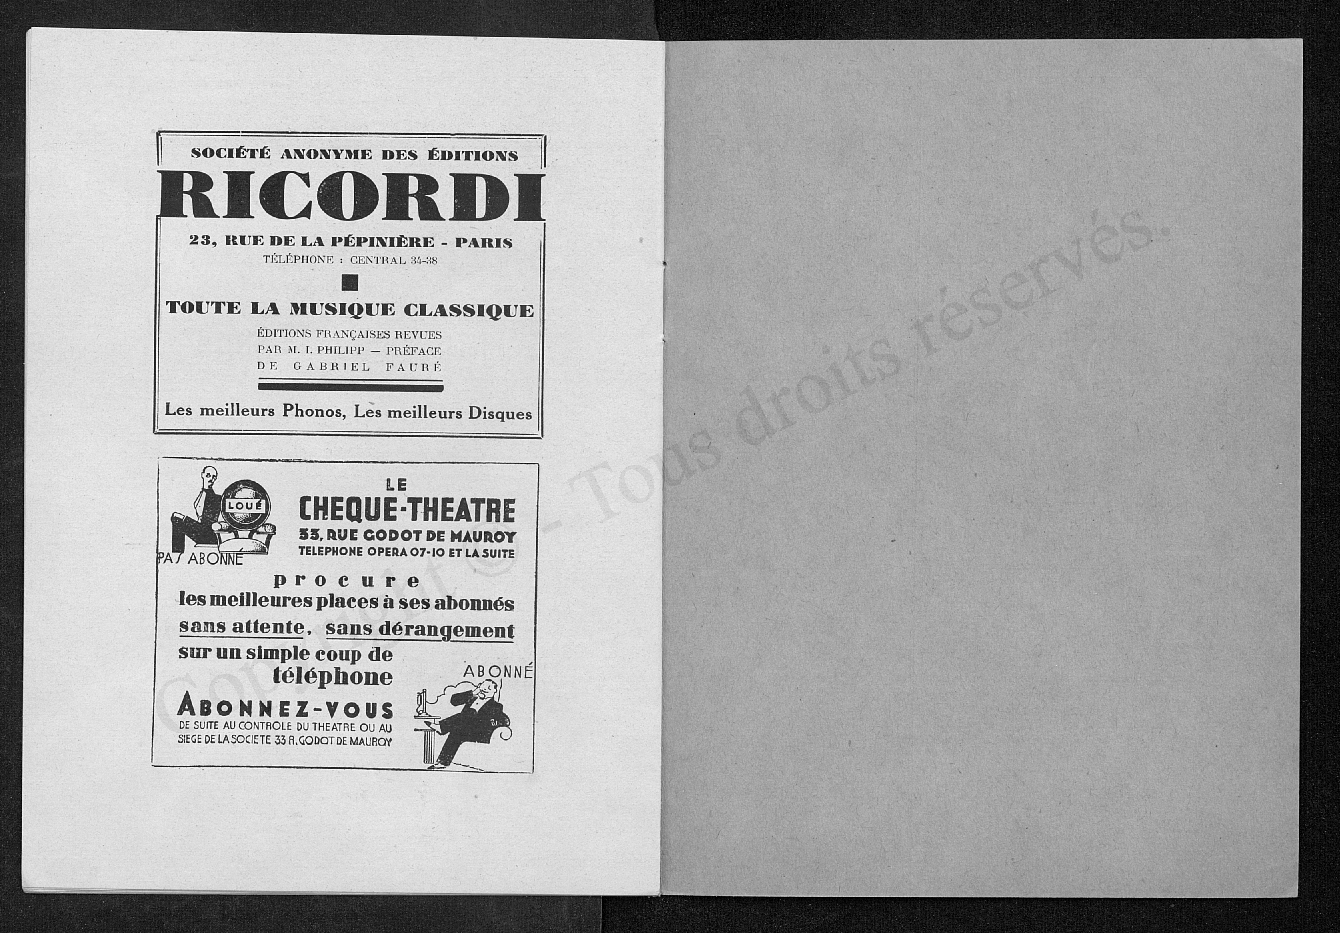 SOCIÉTÉ ANONYME DES ÉDITIONS
RICORDI
23, RUE DE LA PÉPINIÈRE - PARIS
TÉLÉPHONE : CENTRAL 34-38
TOUTE LA MUSIQUE CLASSIQUE
ÉDITIONS FRANÇAISES REVUES
PAR M. I. PHILIPP — PRÉFACE
DE GABRIEL FAURÉ
Les meilleurs Phonos, Les meilleurs Disques
LOUÉ
PAS ABONNÉ
LE
CHEQUE-THEATRE
33, RUE GODOT DE MAUROY
TELEPHONE OPERA 07-10 ET LA SUITE
procure
les meilleures places à ses abonnés
sans attente, sans dérangement
sur un simple coup de
téléphone
ABONNÉ
ABONNEZ-VOUS
DE SUITE AU CONTROLE DU THEATRE OU AU
SIEGE DE LA SOCIETE 33 R. GODOT DE MAUROY
Copyright © - Tous droits réservés.